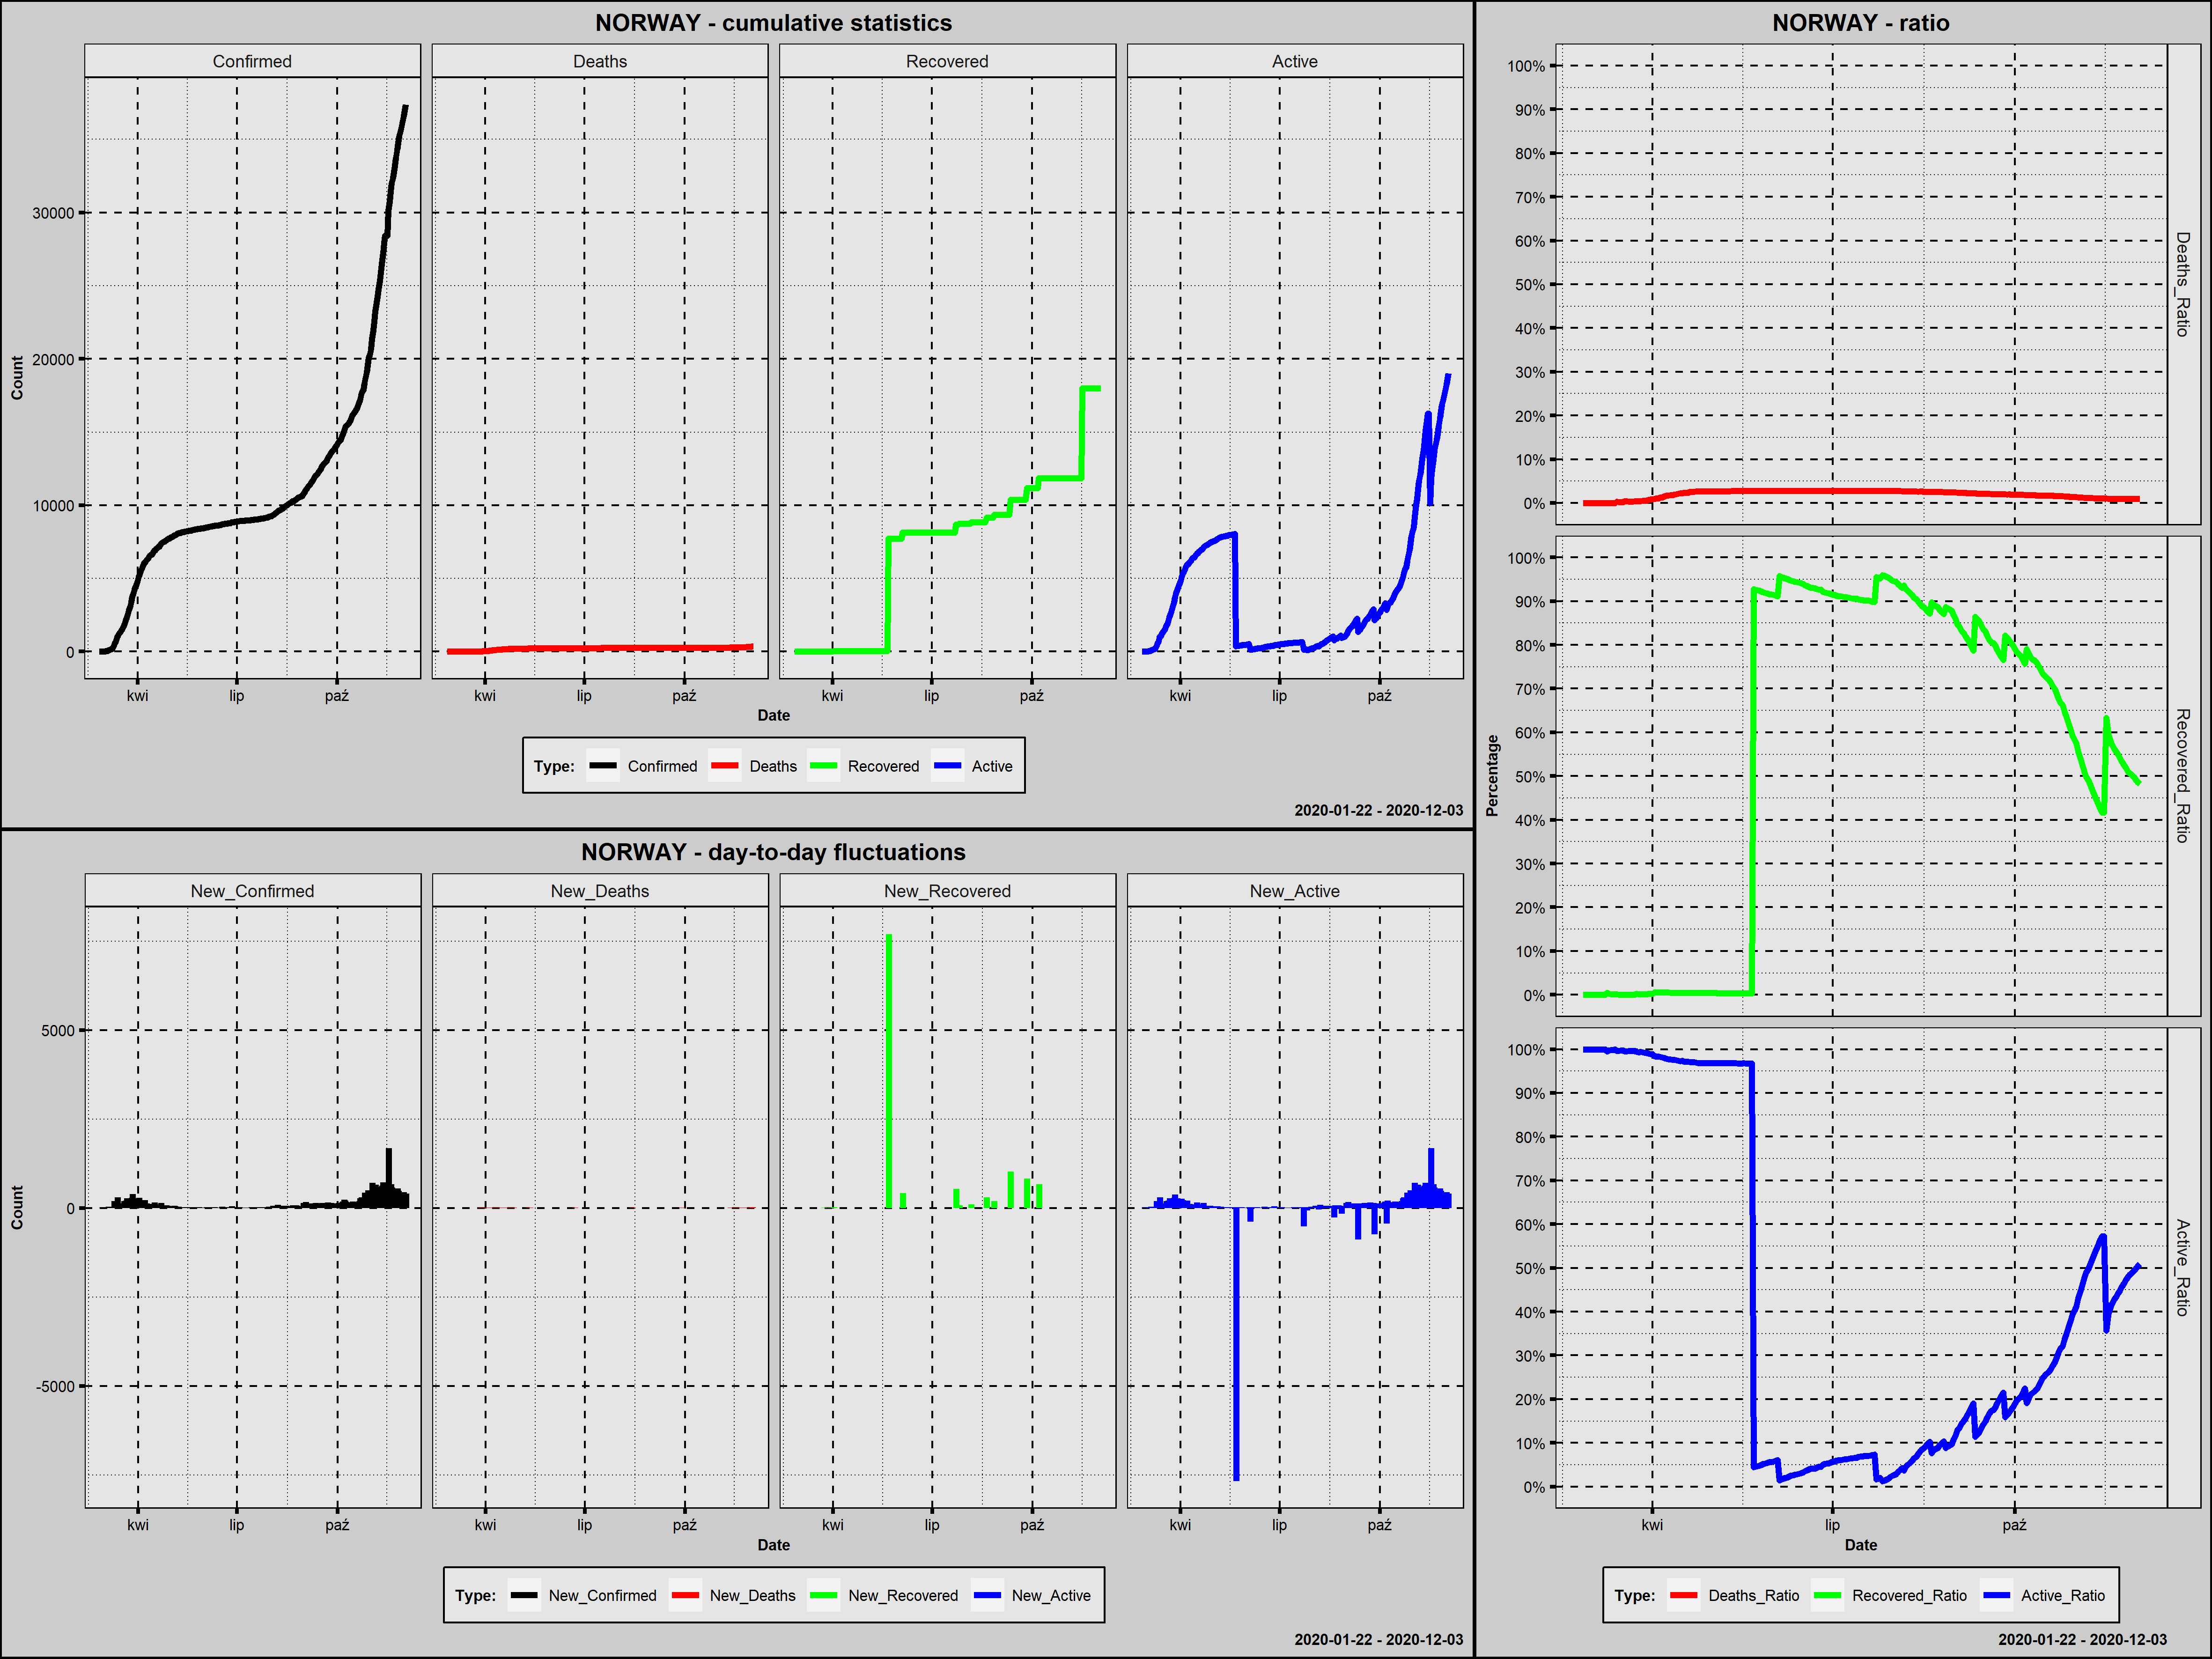 NORWAY - cumulative statistics
Confirmed Deaths Recovered Active
Count
30000
20000
10000
0
kwi lip paź kwi lip paź kwi lip paź kwi lip paź
Date
Type: Confirmed Deaths Recovered Active
2020-01-22 - 2020-12-03
NORWAY - day-to-day fluctuations
New_Confirmed New_Deaths New_Recovered New_Active
Count
5000
0
-5000
kwi lip paź kwi lip paź kwi lip paź kwi lip paź
Date
Type: New_Confirmed New_Deaths New_Recovered New_Active
2020-01-22 - 2020-12-03
NORWAY - ratio
Percentage
100%
90%
80%
70%
60%
50%
40%
30%
20%
10%
0%
Deaths_Ratio
100%
90%
80%
70%
60%
50%
40%
30%
20%
10%
0%
Recovered_Ratio
100%
90%
80%
70%
60%
50%
40%
30%
20%
10%
0%
Active_Ratio
kwi lip paź
Date
Type: Deaths_Ratio Recovered_Ratio Active_Ratio
2020-01-22 - 2020-12-03